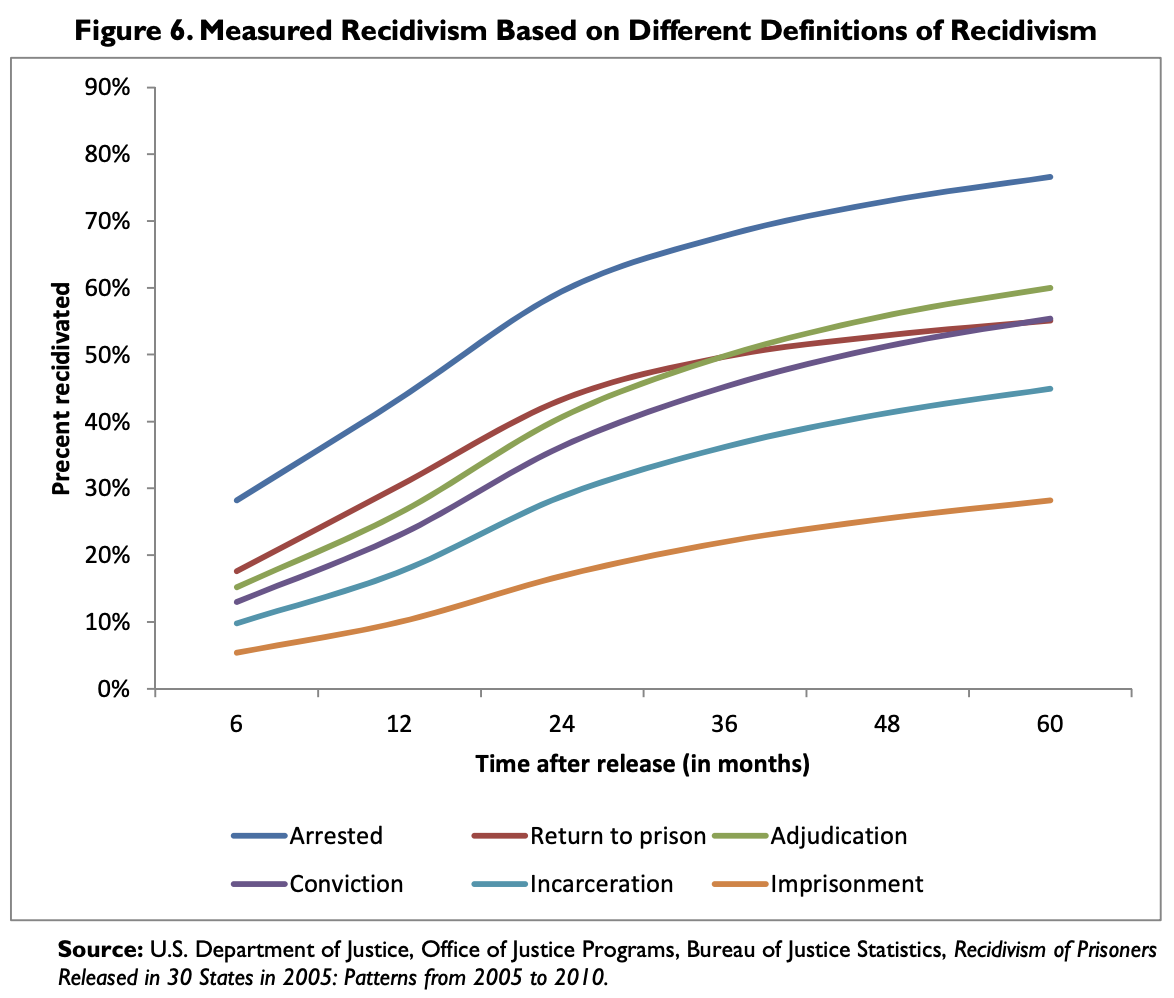 Figure 6. Measured Recidivism Based on Different Definitions of Recidivism
90%
80%
70%
60%
50%
40%
30%
20%
10%
0%
Precent recidivated
6 12 24 36 48 60
Time after release (in months)
Arrested Return to prison Adjudication
Conviction Incarceration Imprisonment
Source: U.S. Department of Justice, Office of Justice Programs, Bureau of Justice Statistics, Recidivism of Prisoners
Released in 30 States in 2005: Patterns from 2005 to 2010.